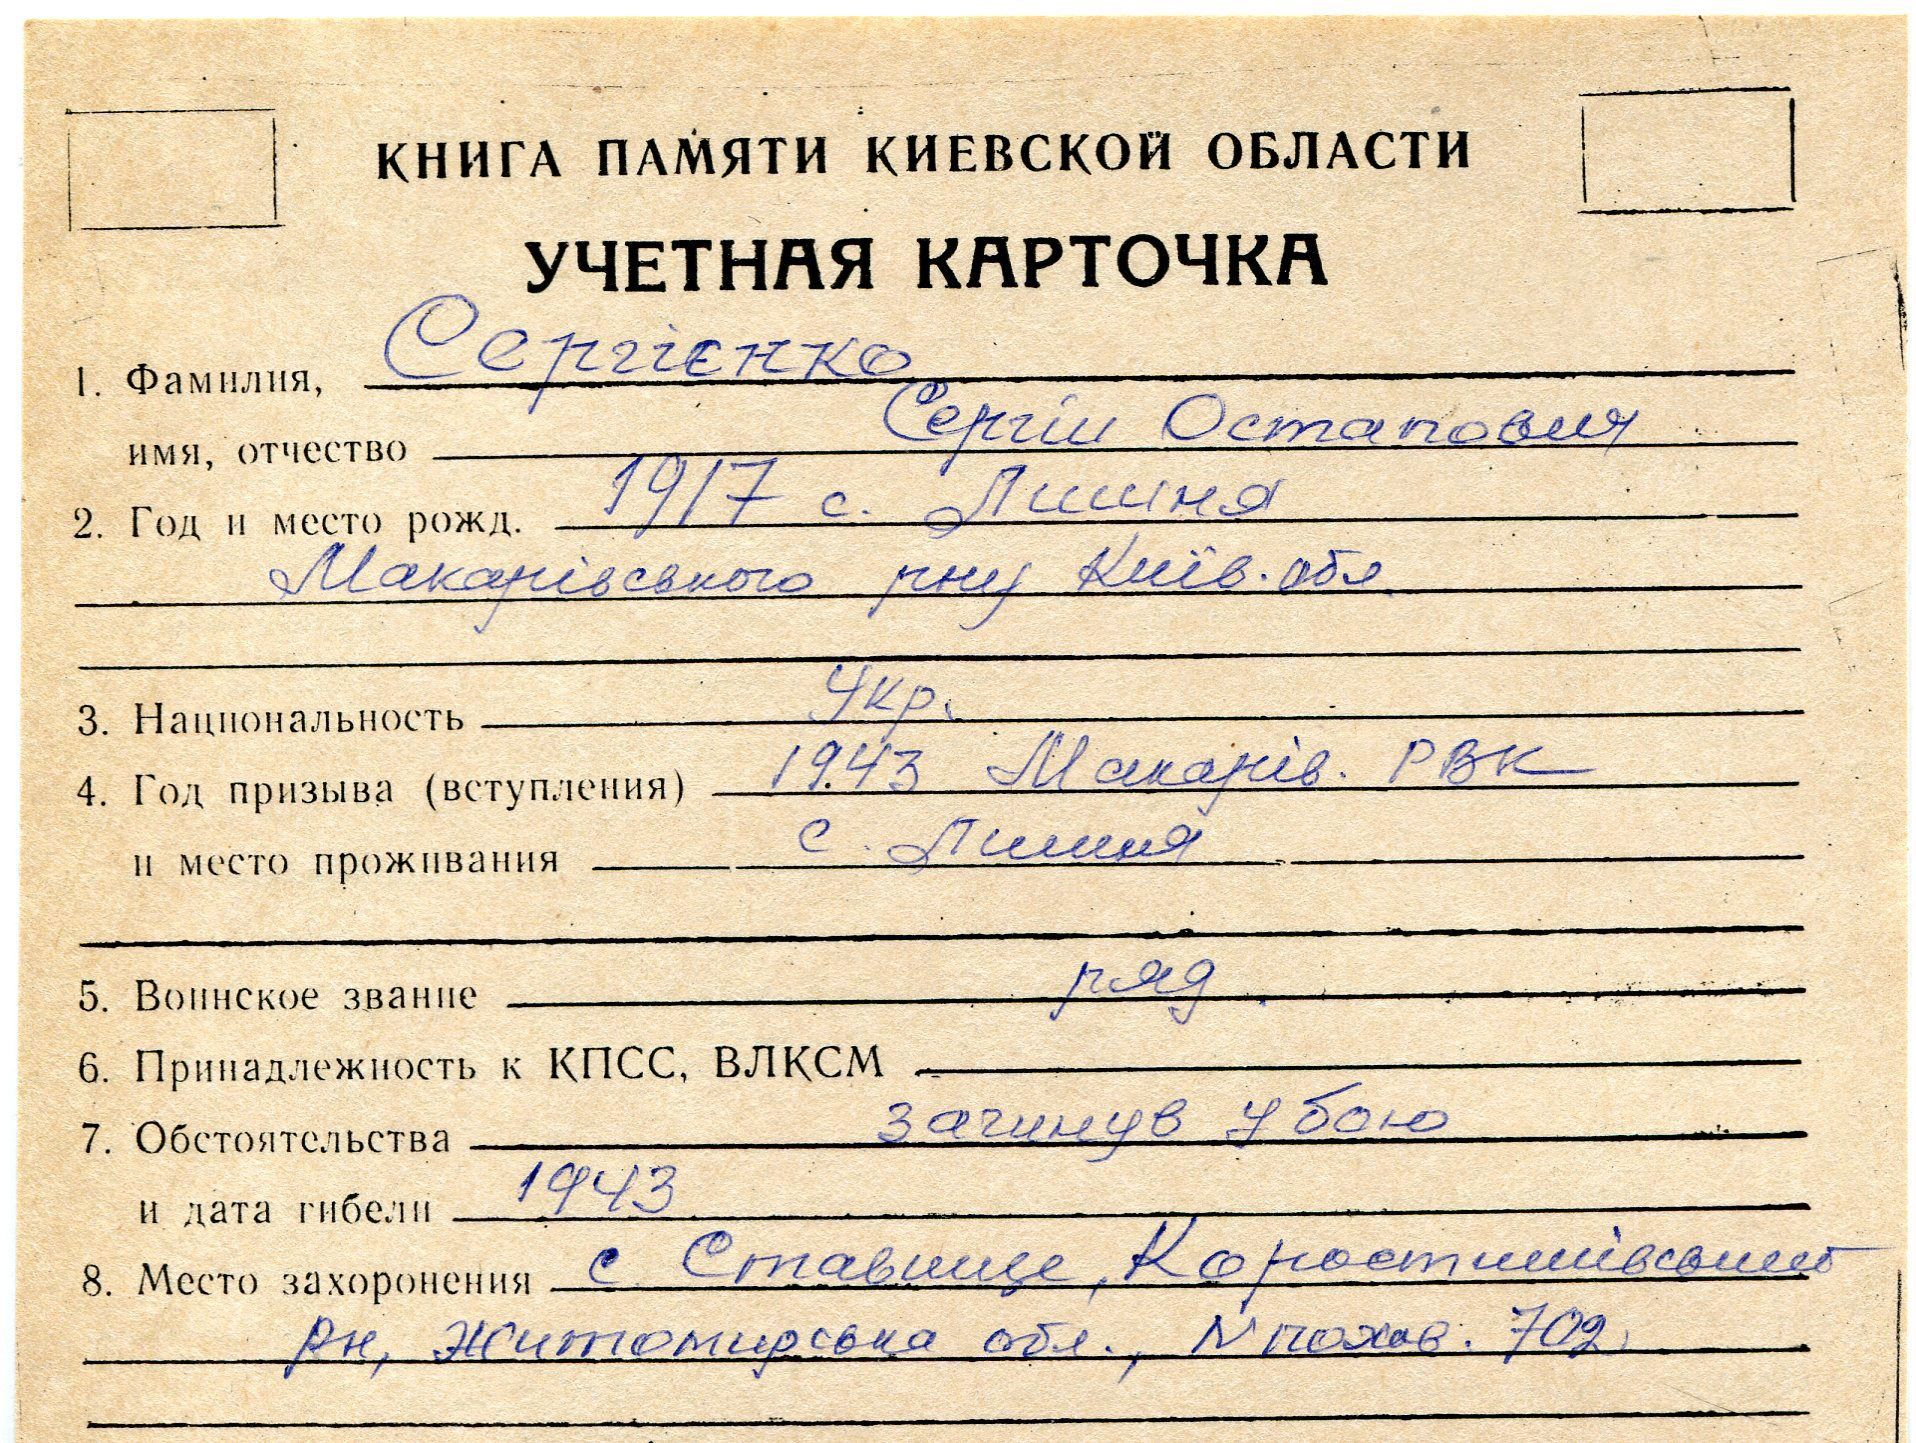 КНИГА ПАМЯТИ КИЕВСКОЙ ОБЛАСТИ
УЧЕТНАЯ КАРТОЧКА
1. Фамилия, Сергієнко
имя, отчество Сергій Остапович
2. Год и место рожд. 1917 с. Лишня
Макарівського рну Київ. обл.
3. Национальность Укр.
4. Год призыва (вступления) 1943 Макарів. РВК
и место проживания с. Лишня
5. Воинское звание ряд.
6. Принадлежность к КПСС, ВЛКСМ
7. Обстоятельства загинув у бою
и дата гибели 1943
8. Место захоронения с Ставище, Коростишівський
рн, Житомирська обл., N похов. 702